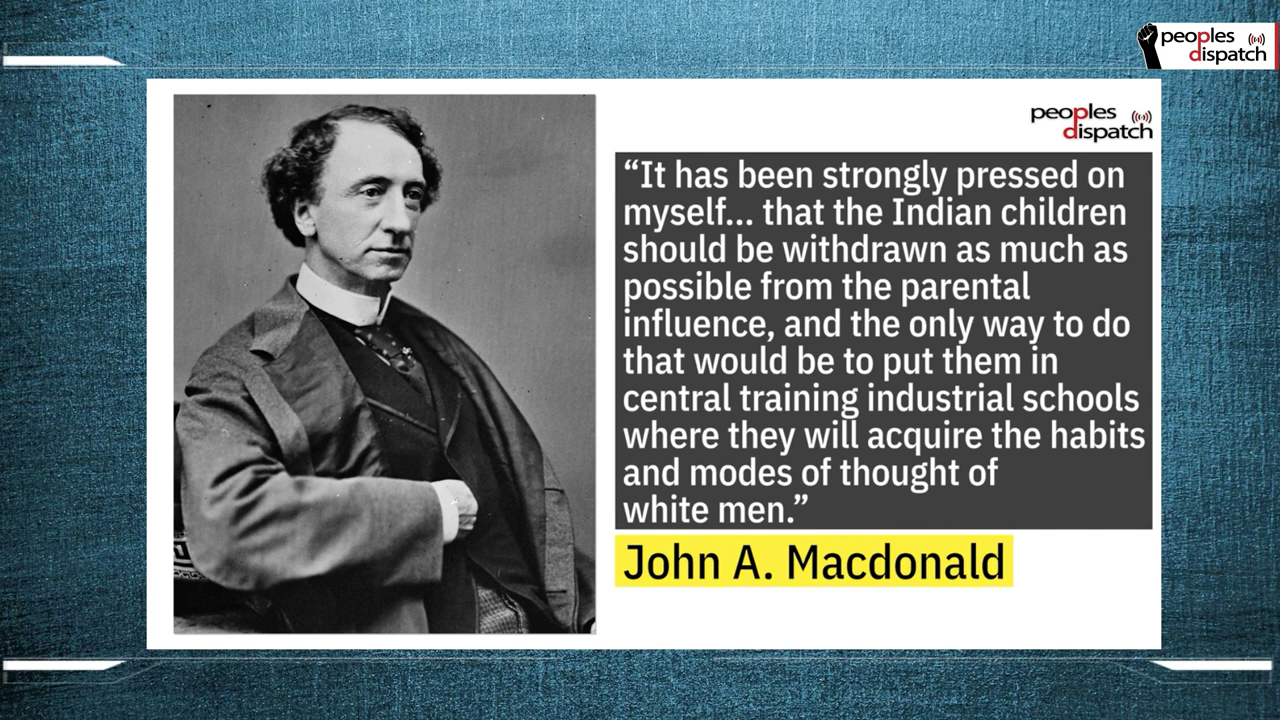 peoples
dispatch
peoples
dispatch
“It has been strongly pressed on
myself... that the Indian children
should be withdrawn as much as
possible from the parental
influence, and the only way to do
that would be to put them in
central training industrial schools
where they will acquire the habits
and modes of thought of
white men.”
John A. Macdonald